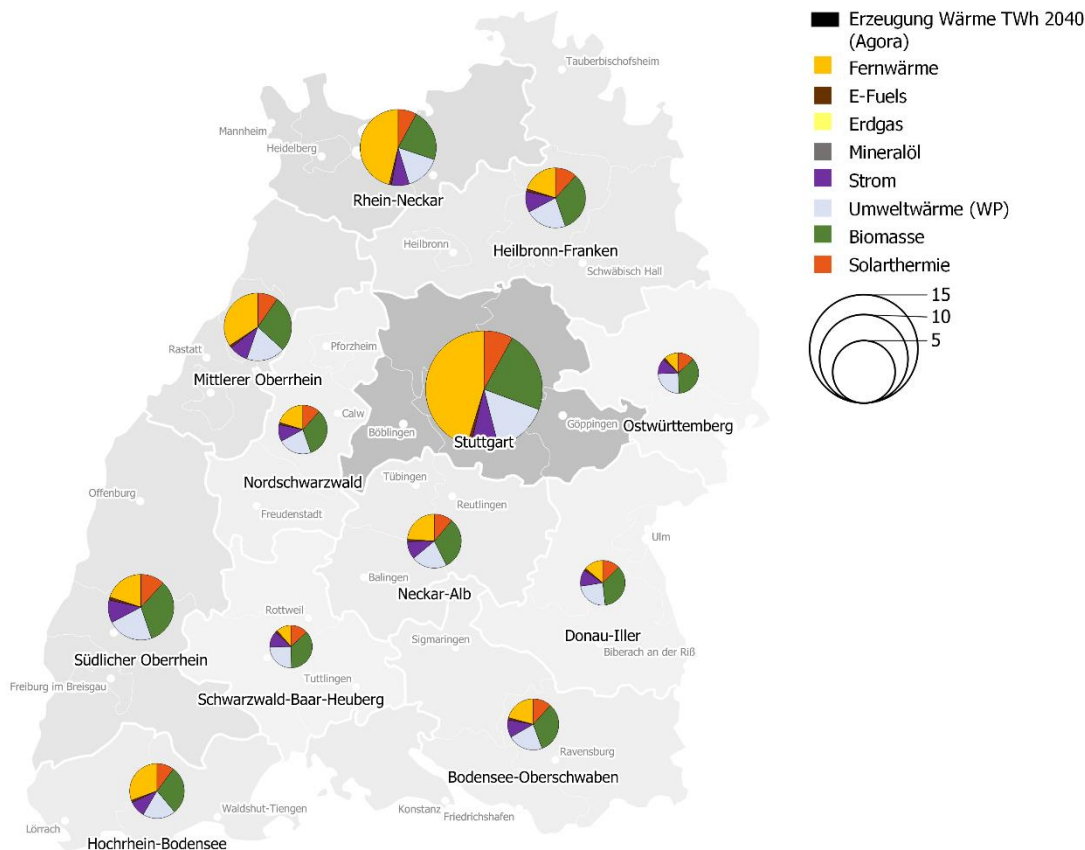 Erzeugung Wärme TWh 2040
(Agora)
Fernwärme
E-Fuels
Erdgas
Mineralöl
Strom
Umweltwärme (WP)
Biomasse
Solarthermie
15
10
5
Tauberbischofsheim
Mannheim
Heidelberg
Rhein-Neckar
Heilbronn
Heilbronn-Franken
Schwäbisch Hall
Rastatt
Pforzheim
Mittlerer Oberrhein
Calw
Böblingen
Stuttgart
Göppingen
Ostwürttemberg
Nordschwarzwald
Tübingen
Reutlingen
Offenburg
Freudenstadt
Ulm
Balingen
Neckar-Alb
Rottweil
Sigmaringen
Donau-Iller
Biberach an der Riß
Südlicher Oberrhein
Freiburg im Breisgau
Tuttlingen
Schwarzwald-Baar-Heuberg
Ravensburg
Bodensee-Oberschwaben
Konstanz
Friedrichshafen
Waldshut-Tiengen
Lörrach
Hochrhein-Bodensee